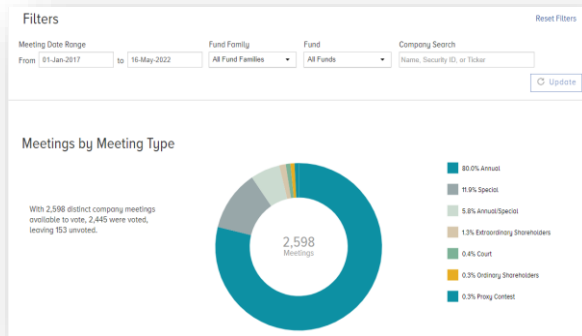 Filters
Reset Filters
Meeting Date Range
Fund Family
Fund
Company Search
From 01-Jan-2017 to 16-May-2022
All Fund Families
All Funds
Name, Security ID, or Ticker
Update
Meetings by Meeting Type
With 2,598 distinct company meetings
available to vote, 2,445 were voted,
leaving 153 unvoted.
2,598
Meetings
80.0% Annual
11.9% Special
5.8% Annual/Special
1.3% Extraordinary Shareholders
0.4% Court
0.3% Ordinary Shareholders
0.3% Proxy Contest